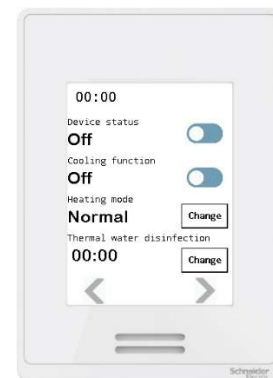 00:00
Device status
Off
Cooling function
Off
Heating mode
Normal
Change
Thermal water disinfection
00:00
Change
Schneider